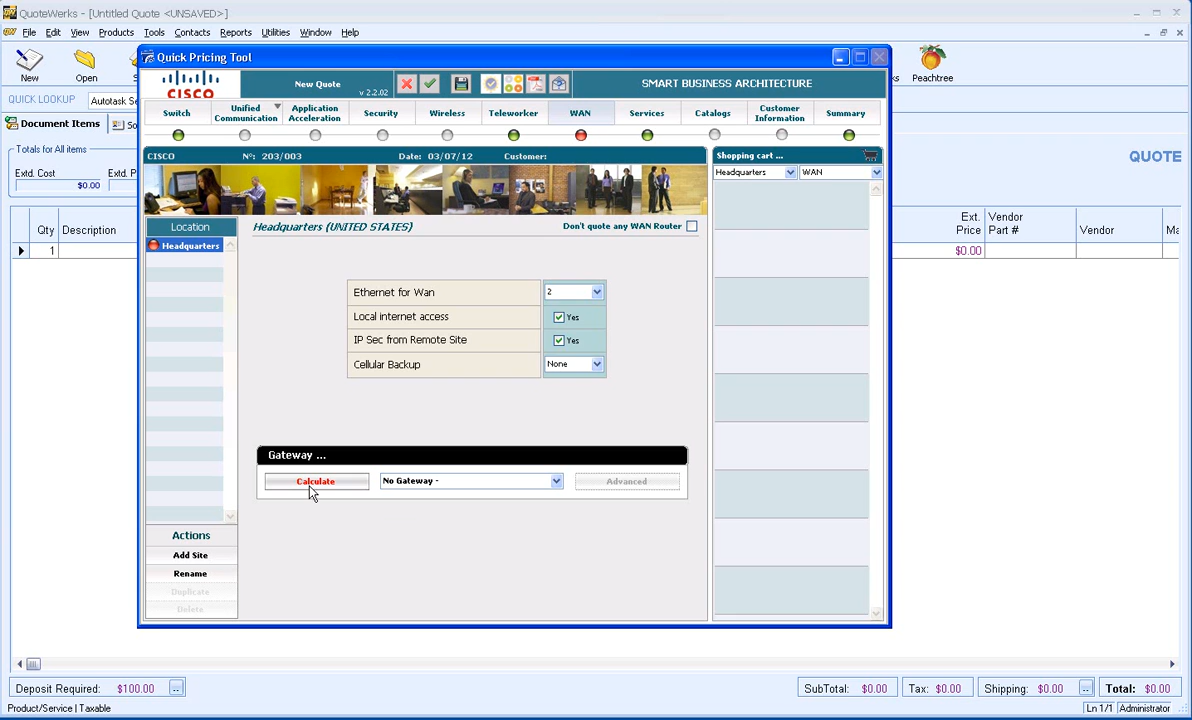 QuoteWerks - [Untitled Quote <UNSAVED>]
File Edit View Products Tools Contacts Reports Utilities Window Help
Quick Pricing Tool
New Open Peachtree
CISCO New Quote v 2.2.02 SMART BUSINESS ARCHITECTURE
QUICK LOOKUP Autotask Se
Switch Unified Communication Application Acceleration Security Wireless Teleworker WAN Services Catalogs Customer Information Summary
Document Items So
CISCO Nº: 203/003 Date: 03/07/12 Customer: Shopping cart ...
Totals for All items
QUOTE
Headquarters WAN
Extd. Cost Extd. P
$0.00
Location Headquarters (UNITED STATES) Don't quote any WAN Router
Qty Description Ext. Price Vendor Part # Vendor Ma
Headquarters
1 $0.00
Ethernet for Wan 2
Local internet access Yes
IP Sec from Remote Site Yes
Cellular Backup None
Gateway ...
Calculate No Gateway - Advanced
Actions
Add Site
Rename
Duplicate
Delete
Deposit Required: $100.00 .. SubTotal: $0.00 Tax: $0.00 Shipping: $0.00 .. Total: $0.00
Product/Service | Taxable Ln 1/1 Administrator